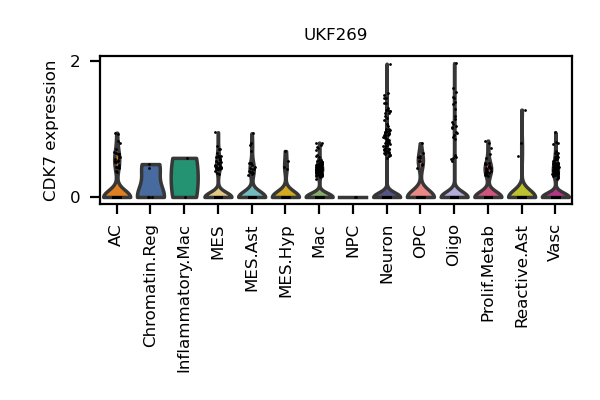 UKF269
CDK7 expression
2
0
AC
Chromatin.Reg
Inflammatory.Mac
MES
MES.Ast
MES.Hyp
Mac
NPC
Neuron
OPC
Oligo
Prolif.Metab
Reactive.Ast
Vasc